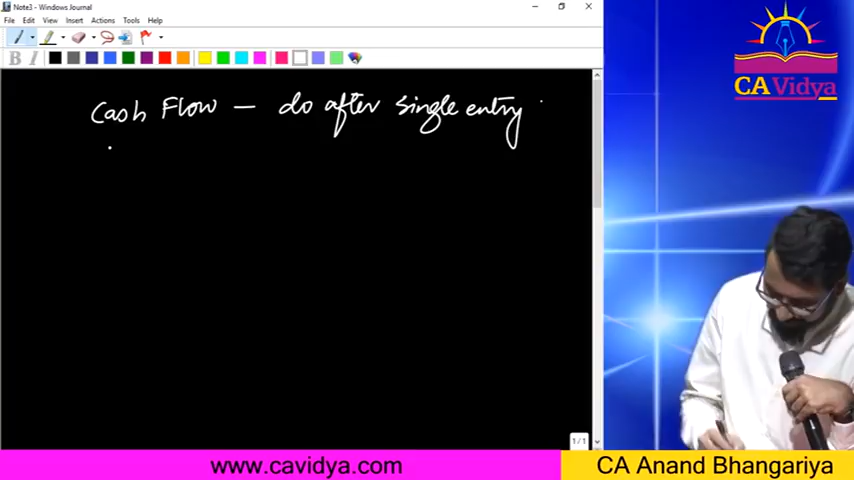 Note3 - Windows Journal
File Edit View Insert Actions Tools Help
B I
Cash Flow — do after single entry
1/1
CA Vidya
www.cavidya.com
CA Anand Bhangariya